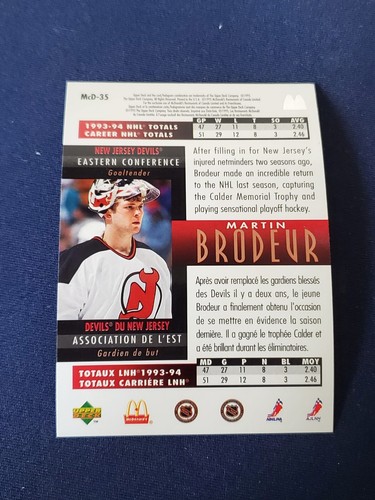 McD-35
1993-94 NHL TOTALS
CAREER NHL TOTALS
GP W L T SO AVG
47 27 11 8 3 2.40
51 29 12 8 3 2.46
NEW JERSEY DEVILS
EASTERN CONFERENCE
Goaltender
After filling in for New Jersey's
injured netminders two seasons ago,
Brodeur made an incredible return
to the NHL last season, capturing
the Calder Memorial Trophy and
playing sensational playoff hockey.
MARTIN
BRODEUR
Après avoir remplacé les gardiens blessés
des Devils il y a deux ans, le jeune
Brodeur a finalement obtenu l'occasion
de se mettre en évidence la saison
dernière. Il a gagné le trophée Calder et
a été brillant durant les éliminatoires.
DEVILS DU NEW JERSEY
ASSOCIATION DE L'EST
Gardien de but
TOTAUX LNH 1993-94
TOTAUX CARRIÈRE LNH
MD G P N BL MOY
47 27 11 8 3 2.40
51 29 12 8 3 2.46
UPPER DECK
McDonald's